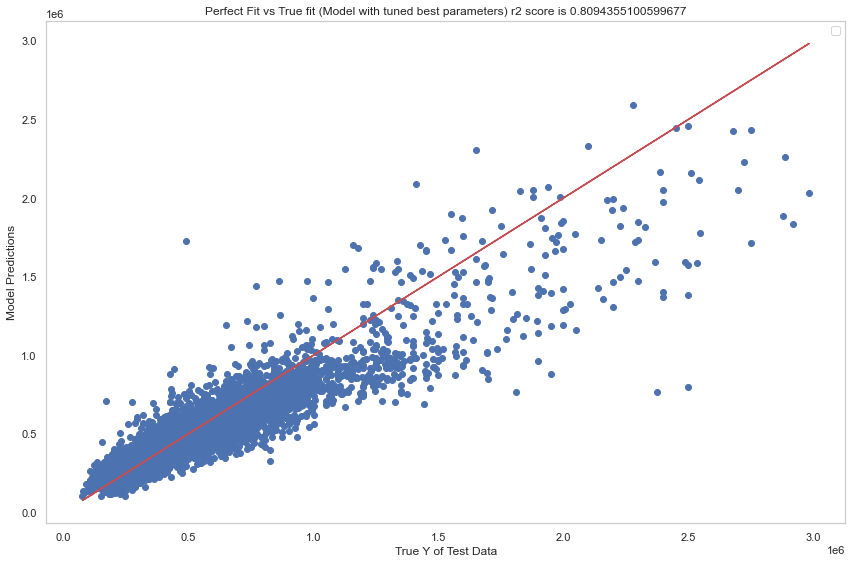 Perfect Fit vs True fit (Model with tuned best parameters) r2 score is 0.8094355100599677
1e6
3.0
2.5
2.0
1.5
1.0
0.5
0.0
Model Predictions
0.0 0.5 1.0 1.5 2.0 2.5 3.0
True Y of Test Data
1e6